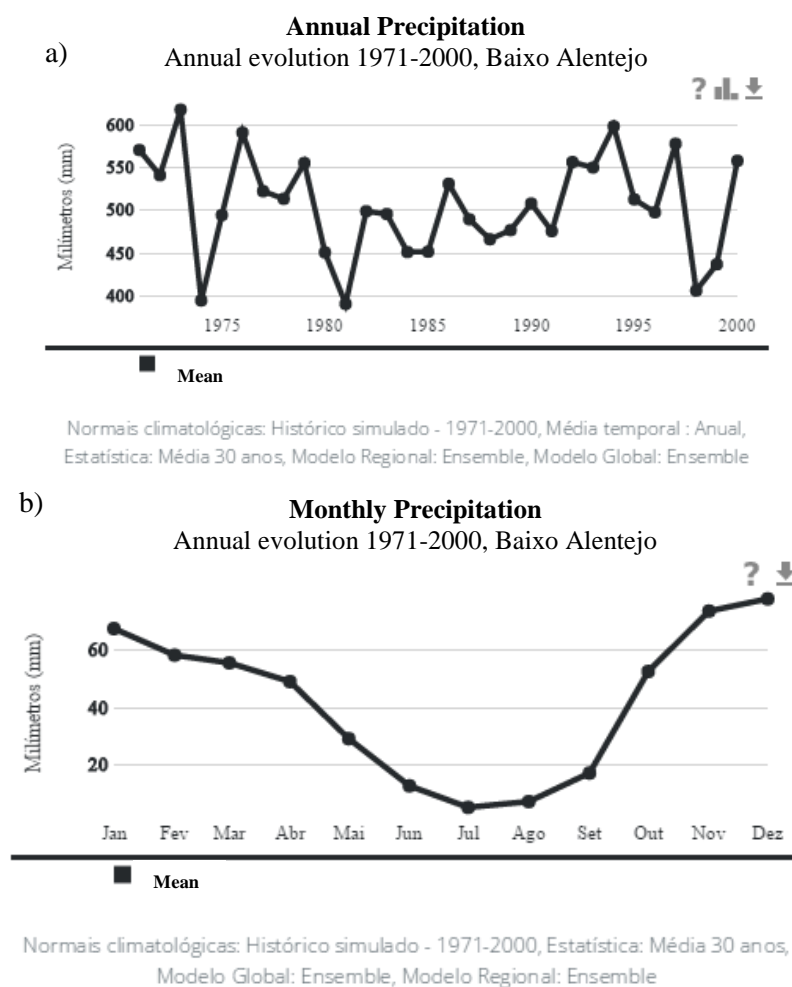 Annual Precipitation
a)
Annual evolution 1971-2000, Baixo Alentejo
?
Milímetros (mm)
600
550
500
450
400
1975 1980 1985 1990 1995 2000
Mean
Normais climatológicas: Histórico simulado - 1971-2000, Média temporal : Anual,
Estatística: Média 30 anos, Modelo Regional: Ensemble, Modelo Global: Ensemble
b)
Monthly Precipitation
Annual evolution 1971-2000, Baixo Alentejo
?
Milímetros (mm)
60
40
20
Jan Fev Mar Abr Mai Jun Jul Ago Set Out Nov Dez
Mean
Normais climatológicas: Histórico simulado - 1971-2000, Estatística: Média 30 anos,
Modelo Global: Ensemble, Modelo Regional: Ensemble